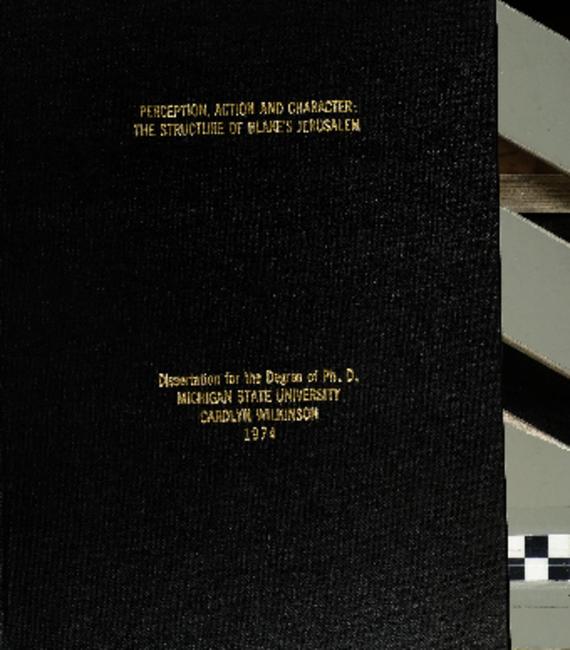 PERCEPTION, ACTION AND CHARACTER:
THE STRUCTURE OF BLAKE'S JERUSALEM
Dissertation for the Degree of Ph. D.
MICHIGAN STATE UNIVERSITY
CAROLYN WILKINSON
1974